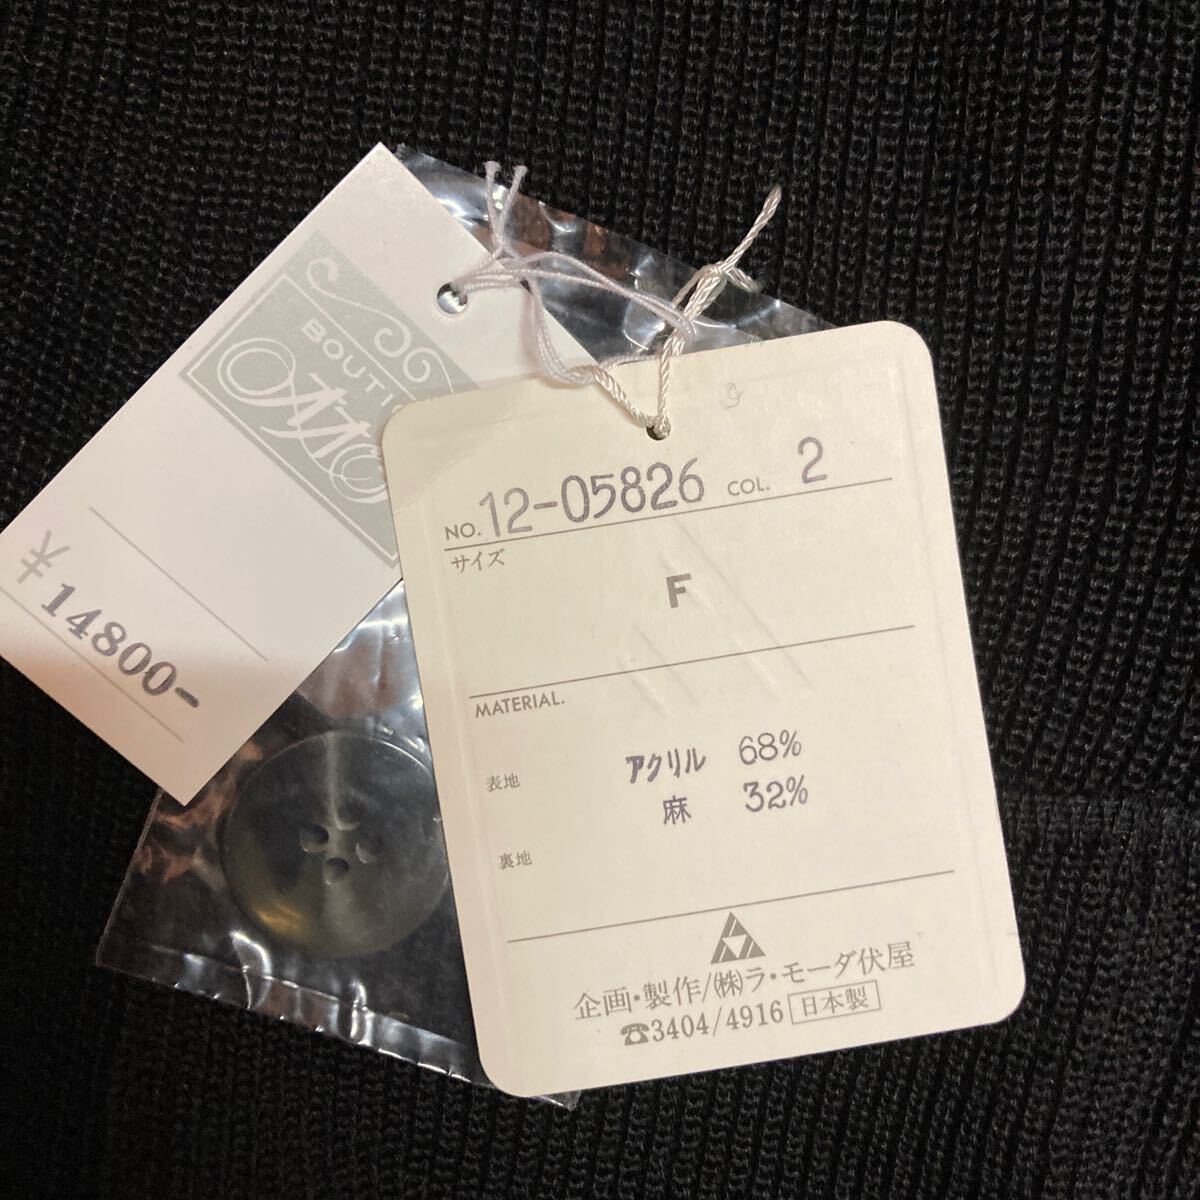 BOUTI
¥14800-
NO. 12-05826 COL. 2
サイズ
F
MATERIAL.
表地 アクリル 68%
麻 32%
裏地
企画・製作/(株)ラ・モーダ伏屋
☎3404/4916 日本製